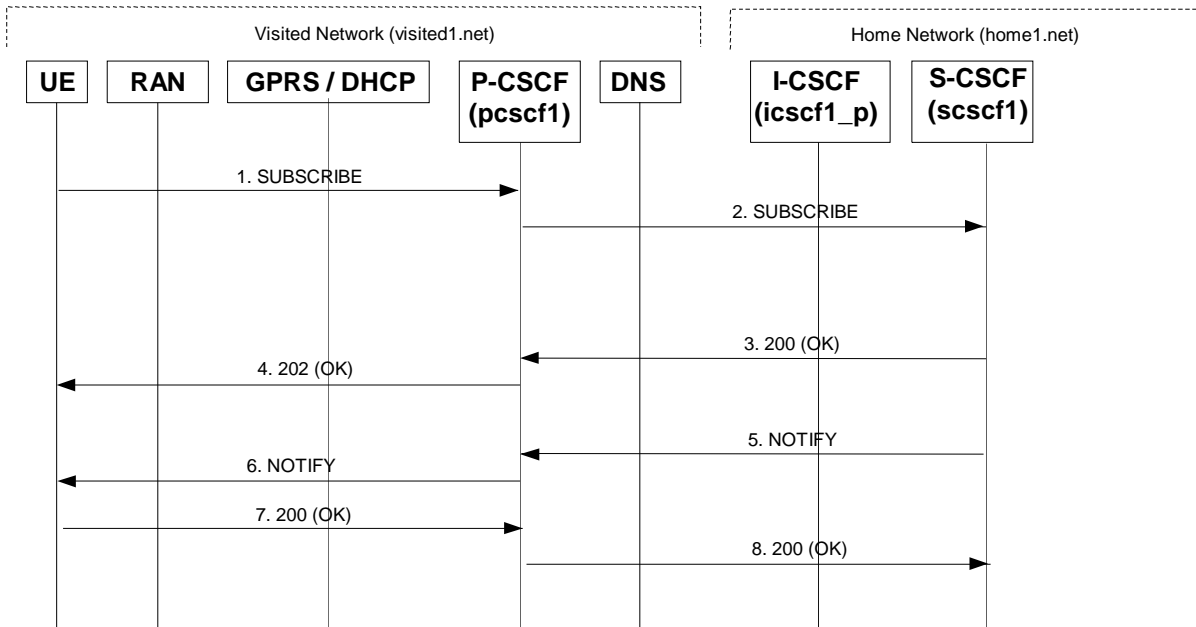 Visited Network (visited1.net)
Home Network (home1.net)
UE
RAN
GPRS / DHCP
P-CSCF
(pcscf1)
DNS
I-CSCF
(icscf1_p)
S-CSCF
(scscf1)
1. SUBSCRIBE
2. SUBSCRIBE
3. 200 (OK)
4. 202 (OK)
5. NOTIFY
6. NOTIFY
7. 200 (OK)
8. 200 (OK)